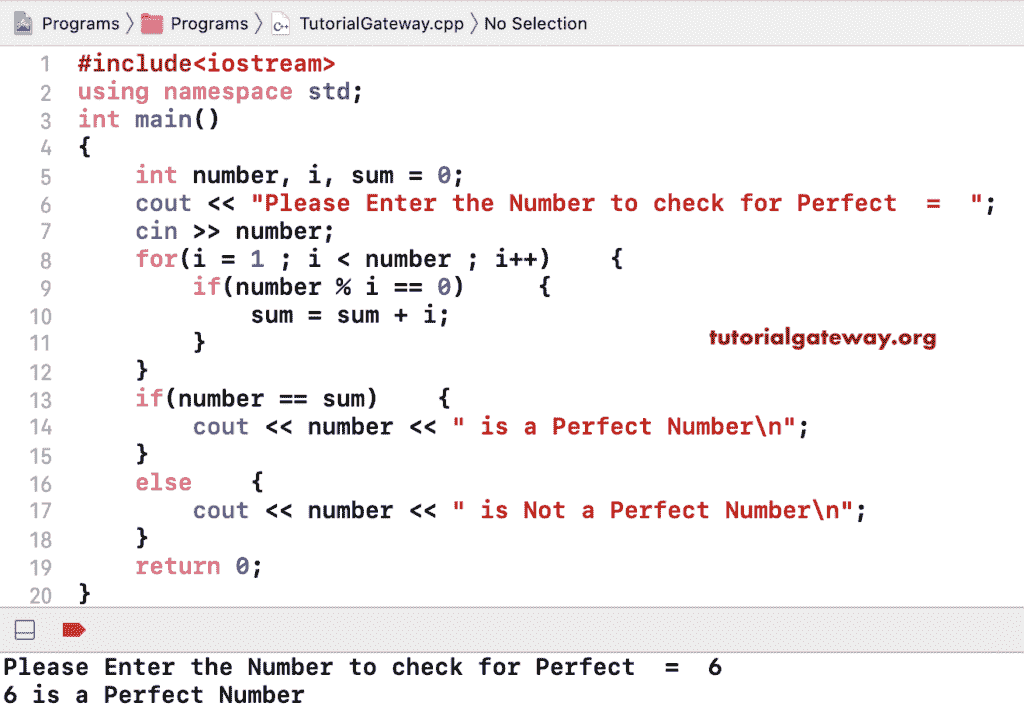 Programs 〉 Programs 〉 C++ TutorialGateway.cpp 〉 No Selection
1 #include<iostream>
2 using namespace std;
3 int main()
4 {
5     int number, i, sum = 0;
6     cout << "Please Enter the Number to check for Perfect  =  ";
7     cin >> number;
8     for(i = 1 ; i < number ; i++)    {
9         if(number % i == 0)     {
10             sum = sum + i;
11         }
tutorialgateway.org
12     }
13     if(number == sum)    {
14         cout << number << " is a Perfect Number\n";
15     }
16     else    {
17         cout << number << " is Not a Perfect Number\n";
18     }
19     return 0;
20 }
Please Enter the Number to check for Perfect  =  6
6 is a Perfect Number